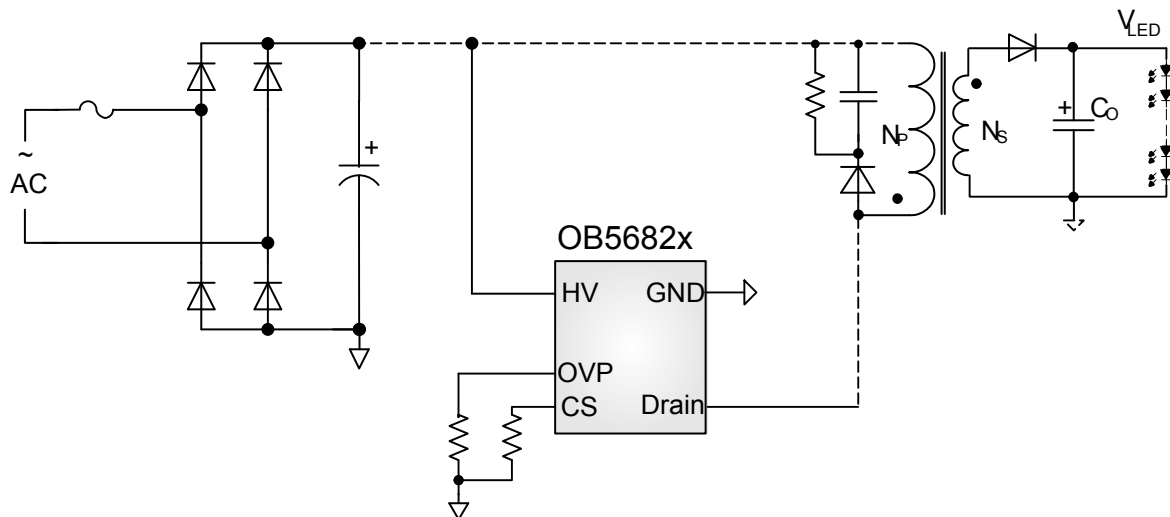 V_LED
+
C_O
N_P
N_S
~
AC
+
OB5682x
HV
GND
OVP
CS
Drain